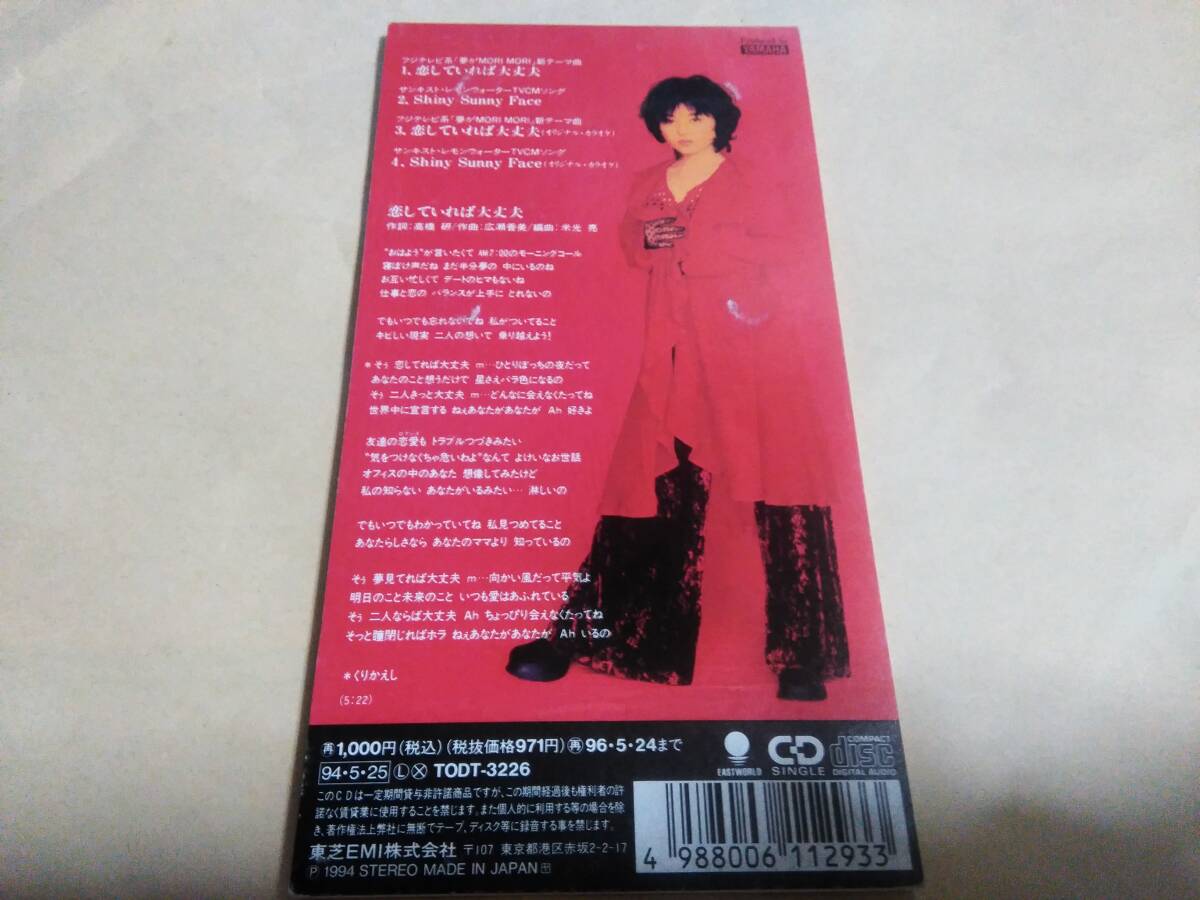 Produced by
YAMAHA
フジテレビ系「夢がMORI MORI」新テーマ曲
1、恋していれば大丈夫
サンキスト・レモンウォーターTVCMソング
2、Shiny Sunny Face
フジテレビ系「夢がMORI MORI」新テーマ曲
3、恋していれば大丈夫(オリジナル・カラオケ)
サンキスト・レモンウォーターTVCMソング
4、Shiny Sunny Face(オリジナル・カラオケ)
恋していれば大丈夫
作詞:高橋 研/作曲:広瀬香美/編曲:米光 亮
“おはよう”が言いたくて AM7:00のモーニングコール
寝ぼけ声だね まだ半分夢の 中にいるのね
お互い忙しくて デートのヒマもないね
仕事と恋の バランスが上手に とれないの
でもいつでも忘れないでね 私がついてること
キビしい現実 二人の想いで 乗り越えよう!
*そう 恋してれば大丈夫 m…ひとりぼっちの夜だって
あなたのこと想うだけで 星さえバラ色になるの
そう 二人きっと大丈夫 m…どんなに会えなくたってね
世界中に宣言する ねぇあなたがあなたが Ah 好きよ
友達の恋愛も トラブルつづきみたい
“気をつけなくちゃ危いわよ”なんて よけいなお世話
オフィスの中のあなた 想像してみたけど
私の知らない あなたがいるみたい… 淋しいの
でもいつでもわかっていてね 私見つめてること
あなたらしさなら あなたのママより 知っているの
そう 夢見てれば大丈夫 m…向かい風だって平気よ
明日のこと未来のこと いつも愛はあふれている
そう 二人ならば大丈夫 Ah ちょっぴり会えなくたってね
そっと瞳閉じればホラ ねぇあなたがあなたが Ah いるの
*くりかえし
(5:22)
再1,000円(税込)(税抜価格971円)再96・5・24まで
94・5・25 Ⓛ TODT-3226
EASTWORLD
CD SINGLE
COMPACT disc DIGITAL AUDIO
このCDは一定期間貸与非許諾商品ですが、この期間経過後も権利者の許
諾なく賃貸業に使用することを禁じます。また個人的に利用する等の場合を除
き、著作権法上弊社に無断でテープ、ディスク等に録音する事を禁じます。
東芝EMI株式会社 〒107 東京都港区赤坂2-2-17
Ⓟ 1994 STEREO MADE IN JAPAN
4 988006 112933